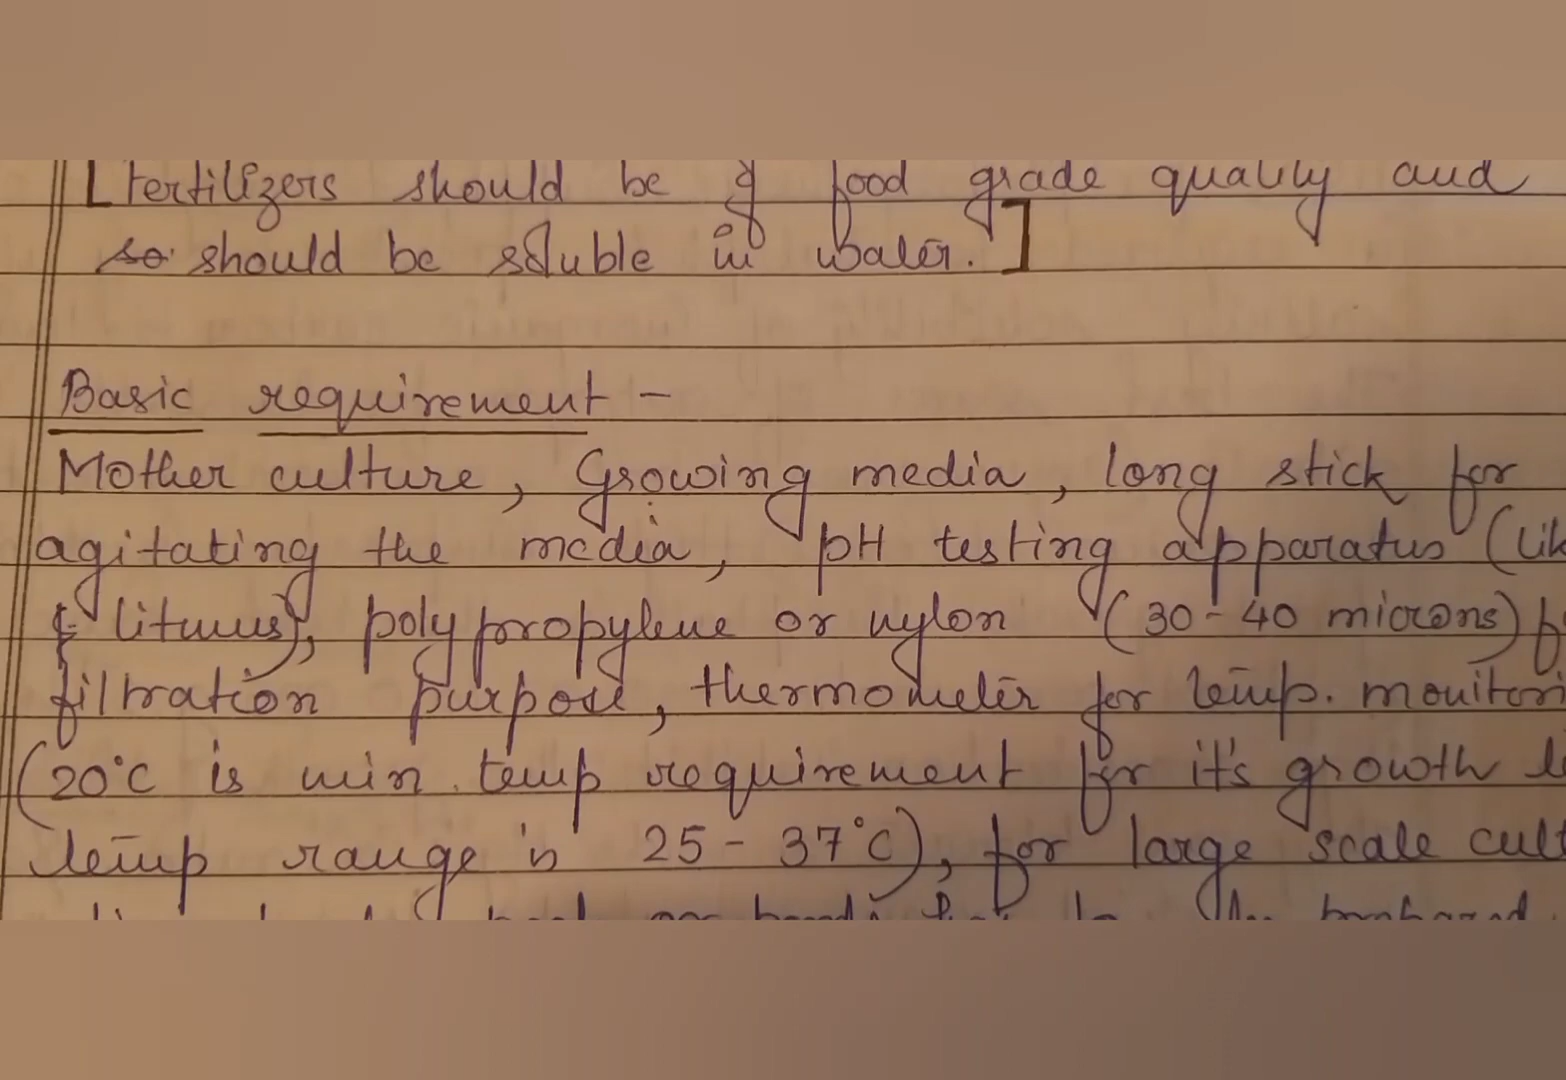 [Fertilizers should be of food grade quality and
so should be soluble in water.]
Basic requirement -
Mother culture, Growing media, long stick for
agitating the media, pH testing apparatus (lik
litmus), polypropylene or nylon (30-40 microns) f
filtration purpose, thermometer for temp. monitori
(20°C is min. temp requirement for it's growth
temp range is 25 - 37°C), for large scale cult